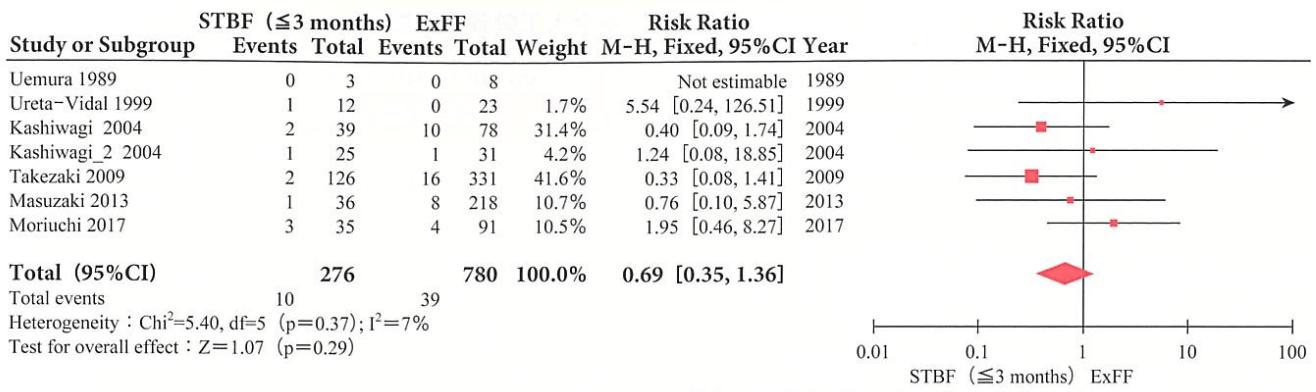 STBF (≦3 months) ExFF Risk Ratio Risk Ratio
Study or Subgroup Events Total Events Total Weight M-H, Fixed, 95%CI Year M-H, Fixed, 95%CI
Uemura 1989 0 3 0 8 Not estimable 1989
Ureta-Vidal 1999 1 12 0 23 1.7% 5.54 [0.24, 126.51] 1999
Kashiwagi 2004 2 39 10 78 31.4% 0.40 [0.09, 1.74] 2004
Kashiwagi_2 2004 1 25 1 31 4.2% 1.24 [0.08, 18.85] 2004
Takezaki 2009 2 126 16 331 41.6% 0.33 [0.08, 1.41] 2009
Masuzaki 2013 1 36 8 218 10.7% 0.76 [0.10, 5.87] 2013
Moriuchi 2017 3 35 4 91 10.5% 1.95 [0.46, 8.27] 2017
Total (95%CI) 276 780 100.0% 0.69 [0.35, 1.36]
Total events 10 39
Heterogeneity：Chi²=5.40, df=5 (p=0.37); I²=7%
Test for overall effect：Z=1.07 (p=0.29)
0.01 0.1 1 10 100
STBF (≦3 months) ExFF